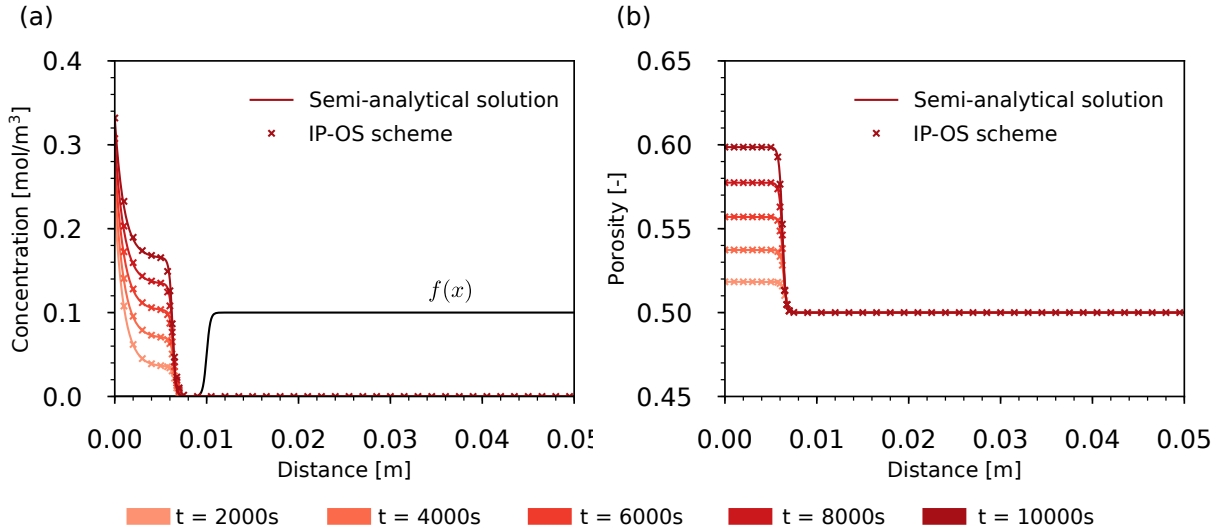 (a)
(b)
0.4
0.3
0.2
0.1
0.0
Concentration [mol/m³]
Semi-analytical solution
IP-OS scheme
f(x)
0.00 0.01 0.02 0.03 0.04 0.05
Distance [m]
0.65
0.60
0.55
0.50
0.45
Porosity [-]
Semi-analytical solution
IP-OS scheme
0.00 0.01 0.02 0.03 0.04 0.05
Distance [m]
t = 2000s t = 4000s t = 6000s t = 8000s t = 10000s